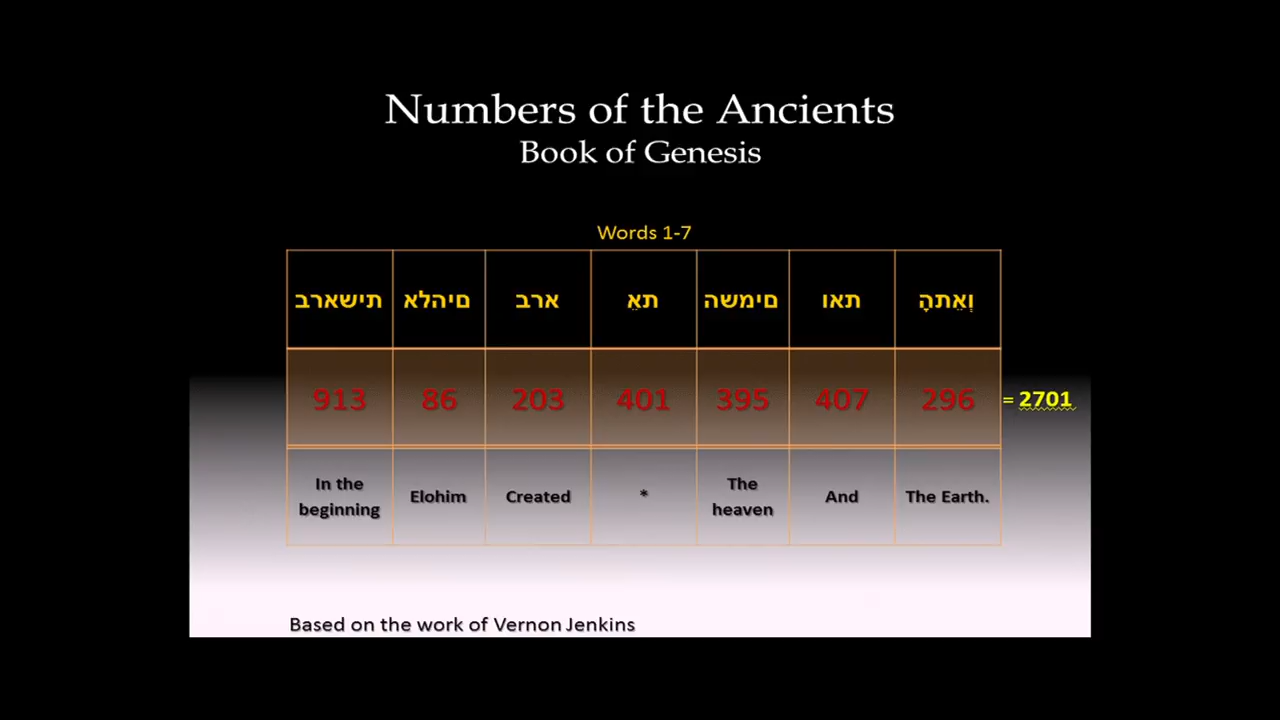 Numbers of the Ancients
Book of Genesis
Words 1-7
תישארב םיהלא ארב תאֵ םימשה תאו וְאֵתהָ
913 86 203 401 395 407 296 = 2701
In the beginning Elohim Created * The heaven And The Earth.
Based on the work of Vernon Jenkins